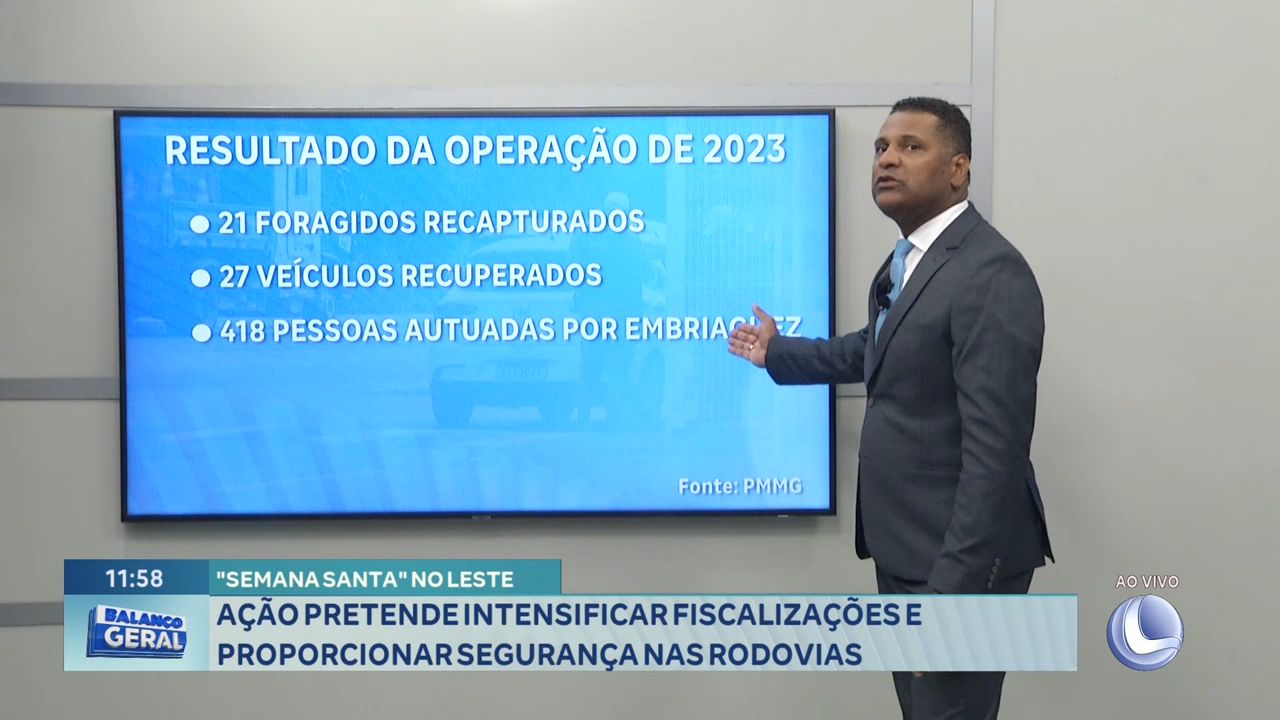 RESULTADO DA OPERAÇÃO DE 2023
21 FORAGIDOS RECAPTURADOS
27 VEÍCULOS RECUPERADOS
418 PESSOAS AUTUADAS POR EMBRIAGUEZ
Fonte: PMMG
11:58
"SEMANA SANTA" NO LESTE
BALANÇO
GERAL
AÇÃO PRETENDE INTENSIFICAR FISCALIZAÇÕES E
PROPORCIONAR SEGURANÇA NAS RODOVIAS
AO VIVO